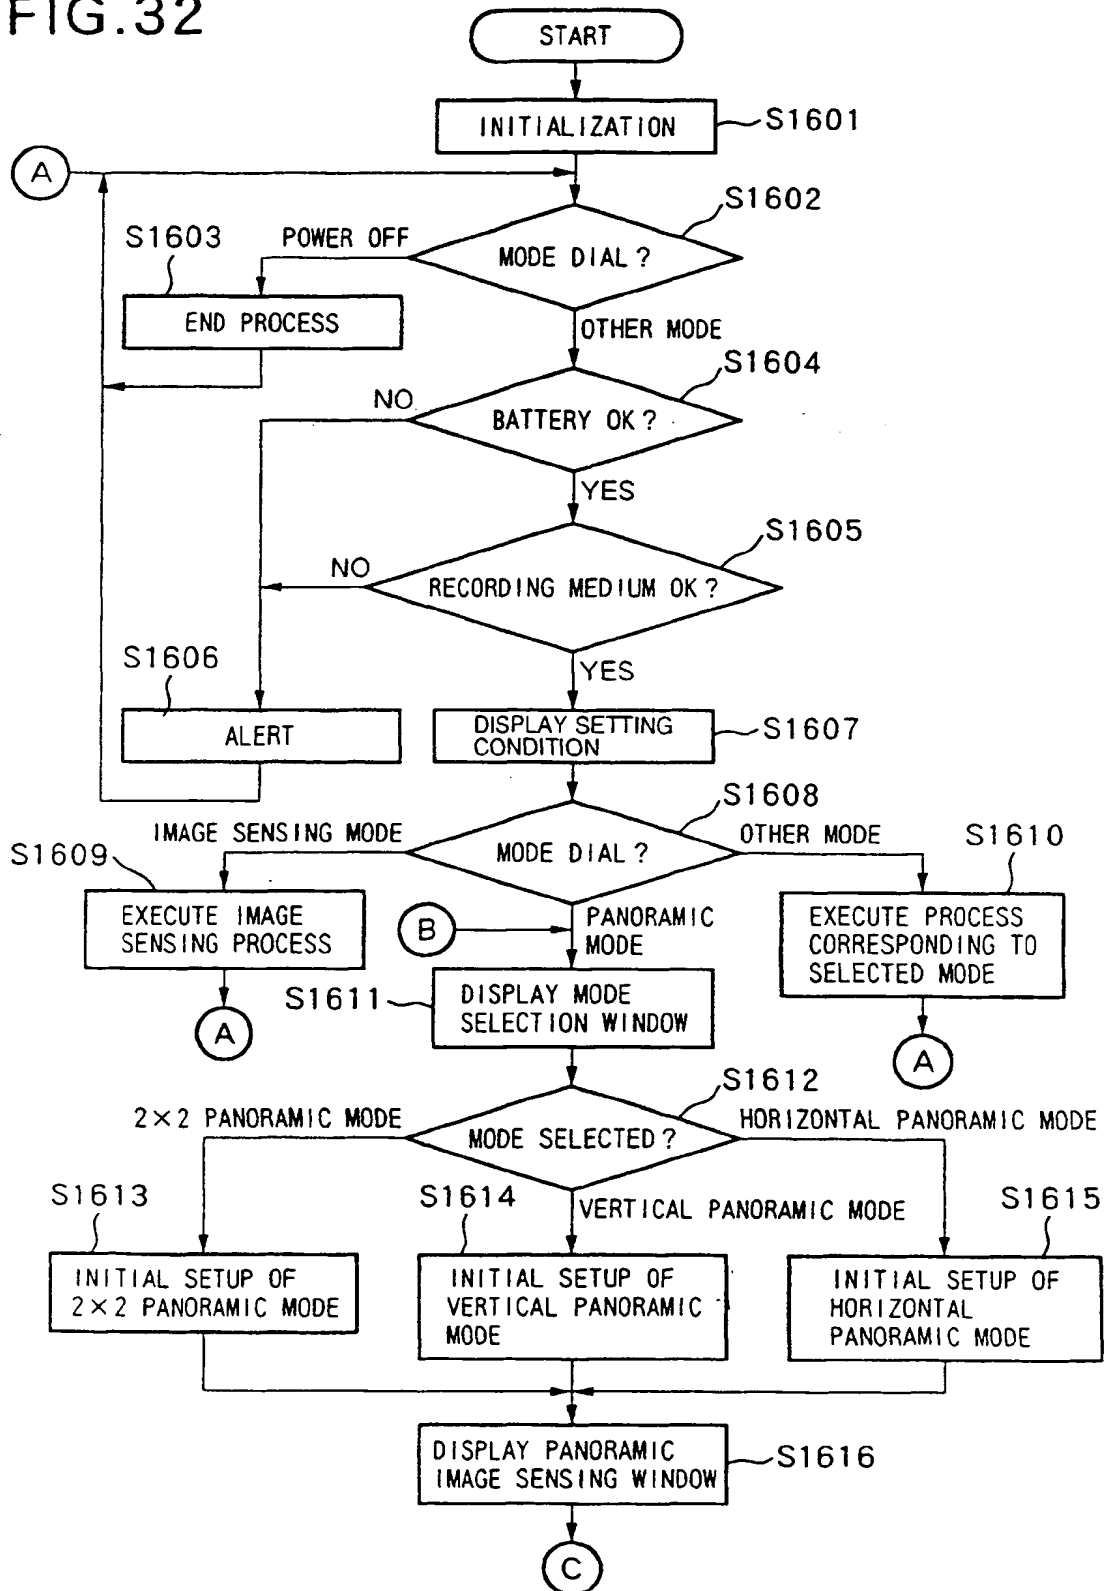 FIG.32
START
INITIALIZATION
S1601
A
S1602
MODE DIAL?
POWER OFF
S1603
END PROCESS
OTHER MODE
S1604
BATTERY OK?
NO
YES
S1605
RECORDING MEDIUM OK?
NO
YES
S1606
ALERT
DISPLAY SETTING
CONDITION
S1607
S1608
MODE DIAL?
IMAGE SENSING MODE
OTHER MODE
S1609
EXECUTE IMAGE
SENSING PROCESS
A
B
PANORAMIC
MODE
S1610
EXECUTE PROCESS
CORRESPONDING TO
SELECTED MODE
A
S1611
DISPLAY MODE
SELECTION WINDOW
S1612
MODE SELECTED?
2×2 PANORAMIC MODE
HORIZONTAL PANORAMIC MODE
VERTICAL PANORAMIC MODE
S1613
INITIAL SETUP OF
2×2 PANORAMIC MODE
S1614
INITIAL SETUP OF
VERTICAL PANORAMIC
MODE
S1615
INITIAL SETUP OF
HORIZONTAL
PANORAMIC MODE
DISPLAY PANORAMIC
IMAGE SENSING WINDOW
S1616
C